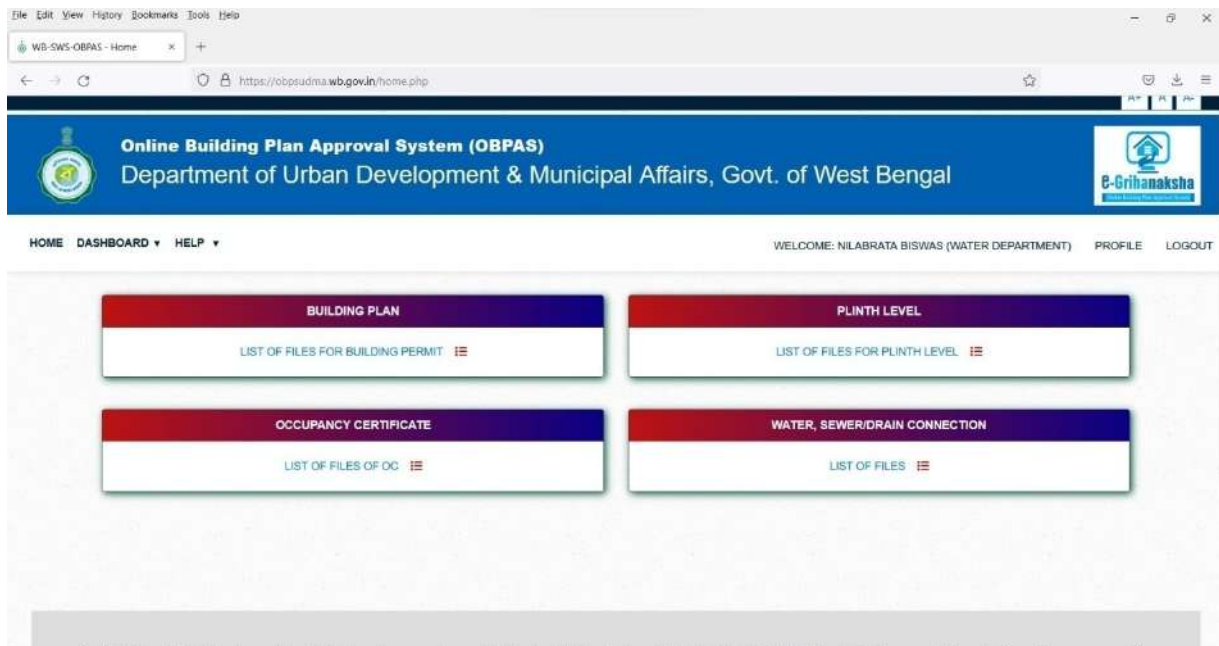 File Edit View History Bookmarks Tools Help
WB-SWS-OBPAS - Home
https://obpsudma.wb.gov.in/home.php
A+ A A-
Online Building Plan Approval System (OBPAS)
Department of Urban Development & Municipal Affairs, Govt. of West Bengal
e-Grihanaksha
HOME DASHBOARD ▾ HELP ▾
WELCOME: NILABRATA BISWAS (WATER DEPARTMENT) PROFILE LOGOUT
BUILDING PLAN
LIST OF FILES FOR BUILDING PERMIT
PLINTH LEVEL
LIST OF FILES FOR PLINTH LEVEL
OCCUPANCY CERTIFICATE
LIST OF FILES OF OC
WATER, SEWER/DRAIN CONNECTION
LIST OF FILES